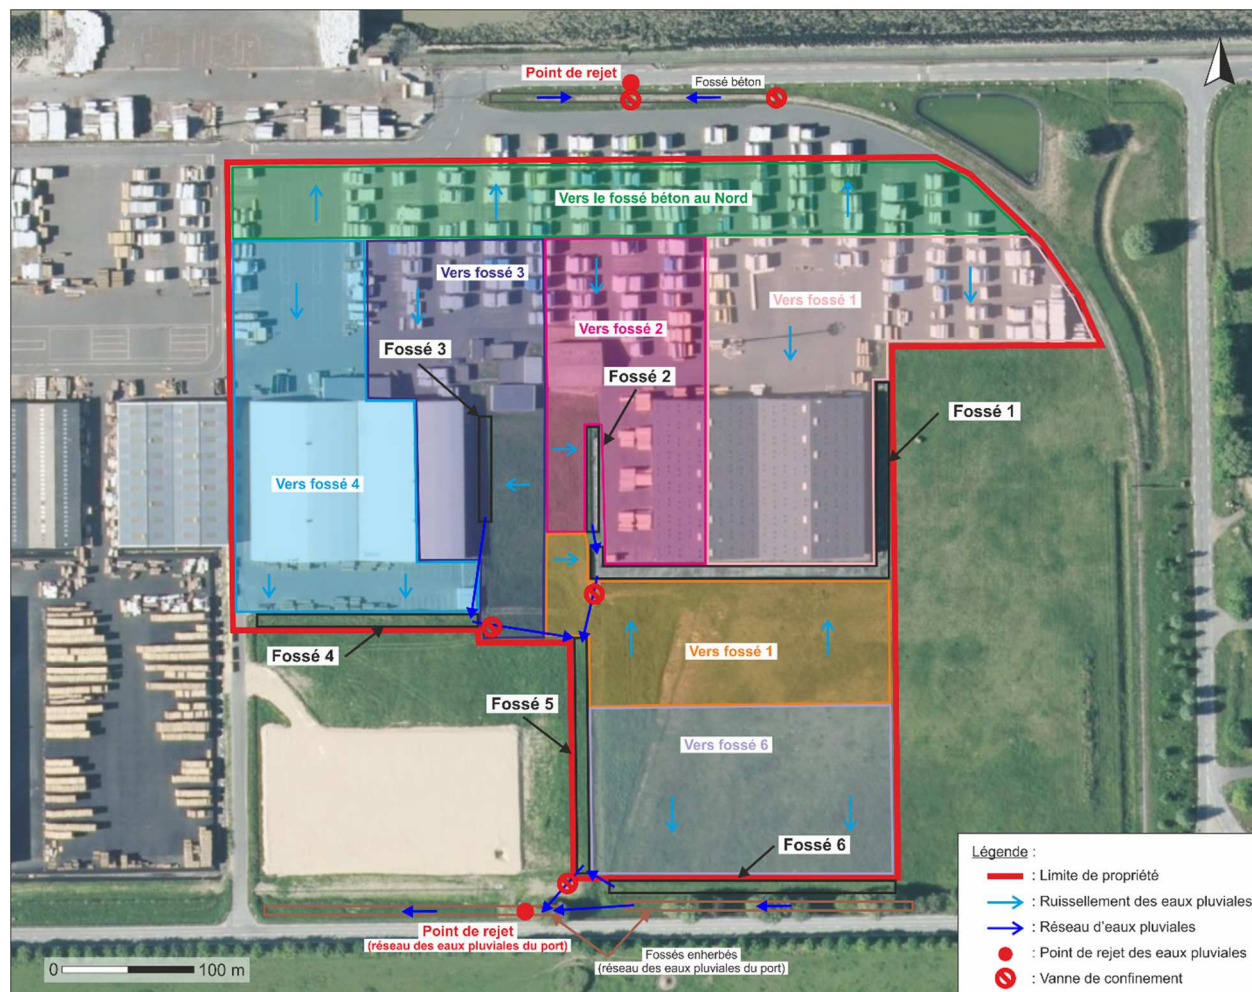 Point de rejet
Fossé béton
Vers le fossé béton au Nord
Vers fossé 3
Vers fossé 2
Vers fossé 1
Fossé 3
Fossé 2
Fossé 1
Vers fossé 4
Fossé 4
Vers fossé 1
Fossé 5
Vers fossé 6
Fossé 6
Point de rejet
(réseau des eaux pluviales du port)
Fossés enherbés
(réseau des eaux pluviales du port)
0
100 m
Légende :
: Limite de propriété
: Ruissellement des eaux pluviales
: Réseau d'eaux pluviales
: Point de rejet des eaux pluviales
: Vanne de confinement